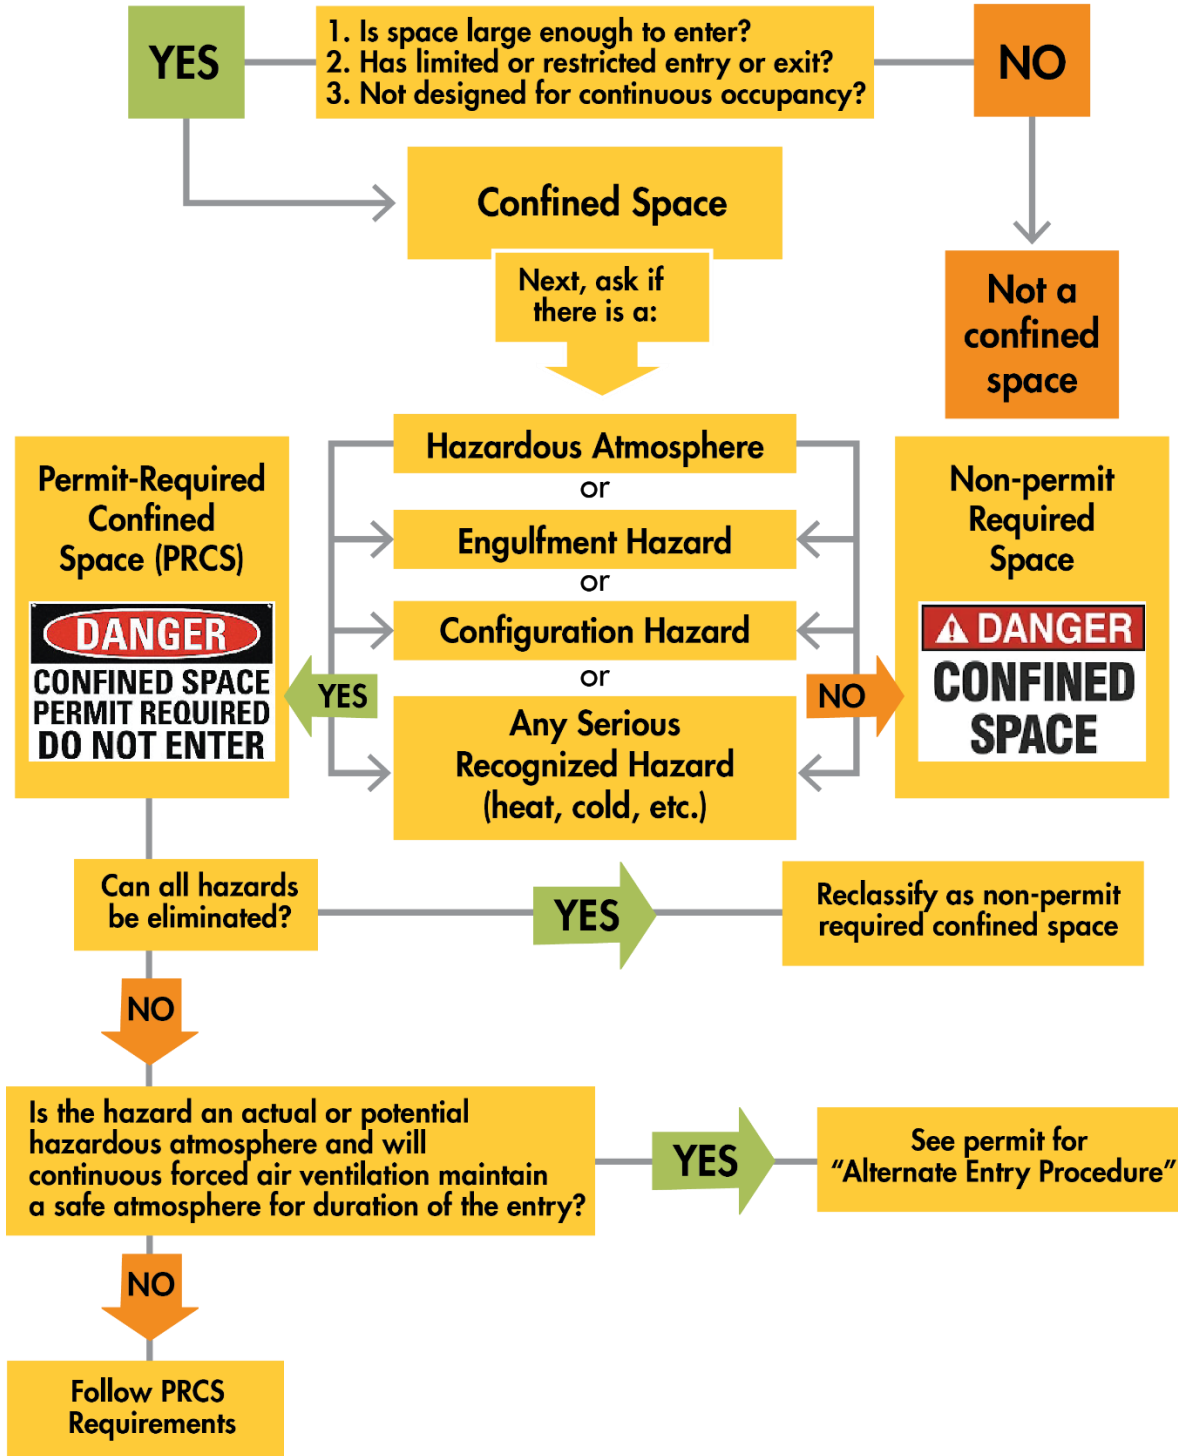 YES
1. Is space large enough to enter?
2. Has limited or restricted entry or exit?
3. Not designed for continuous occupancy?
NO
Confined Space
Next, ask if
there is a:
Not a
confined
space
Hazardous Atmosphere
or
Engulfment Hazard
or
Configuration Hazard
or
Any Serious
Recognized Hazard
(heat, cold, etc.)
Permit-Required
Confined
Space (PRCS)
DANGER
CONFINED SPACE
PERMIT REQUIRED
DO NOT ENTER
YES
NO
Non-permit
Required
Space
DANGER
CONFINED
SPACE
Can all hazards
be eliminated?
YES
Reclassify as non-permit
required confined space
NO
Is the hazard an actual or potential
hazardous atmosphere and will
continuous forced air ventilation maintain
a safe atmosphere for duration of the entry?
YES
See permit for
“Alternate Entry Procedure”
NO
Follow PRCS
Requirements